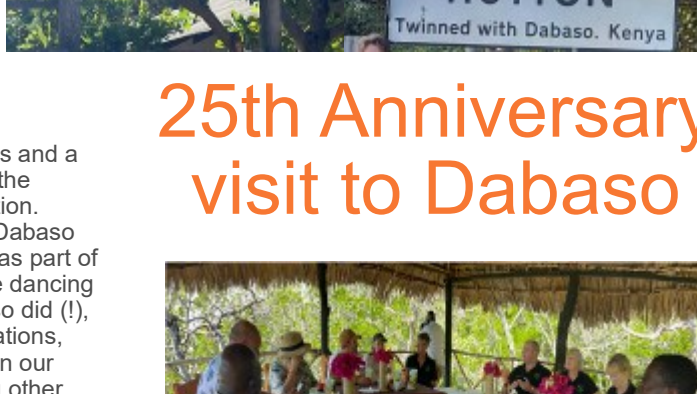 Twinned with Dabaso. Kenya
25th Anniversary
visit to Dabaso
s and a
the
ion.
Dabaso
as part of
e dancing
o did (!),
ations,
n our
other